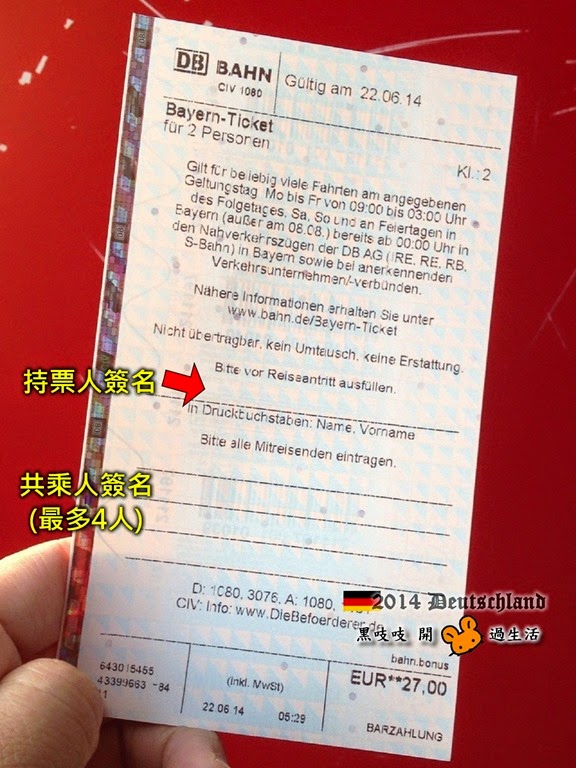 DB BAHN
CIV 1080
Gültig am 22.06.14
Bayern-Ticket
für 2 Personen
Kl.: 2
Gilt für beliebig viele Fahrten am angegebenen
Geltungstag Mo bis Fr von 09:00 bis 03:00 Uhr
des Folgetages, Sa, So und an Feiertagen in
Bayern (außer am 08.08.) bereits ab 00:00 Uhr in
den Nahverkehrszügen der DB AG (IRE, RE, RB,
S-Bahn) in Bayern sowie bei anerkennenden
Verkehrsunternehmen/-verbünden.
Nähere Informationen erhalten Sie unter
www.bahn.de/Bayern-Ticket
Nicht übertragbar, kein Umtausch, keine Erstattung.
Bitte vor Reiseantritt ausfüllen.
持票人簽名
In Druckbuchstaben: Name, Vorname
Bitte alle Mitreisenden eintragen.
共乘人簽名
(最多4人)
D: 1080, 3076, A: 1080,
CIV: Info: www.DieBefoerderer.de
2014 Deutschland
黑吱吱 開 過生活
bahn.bonus
643015455
43399663 -84
11
(inkl. MwSt)
22.06.14 05:29
EUR**27,00
BARZAHLUNG